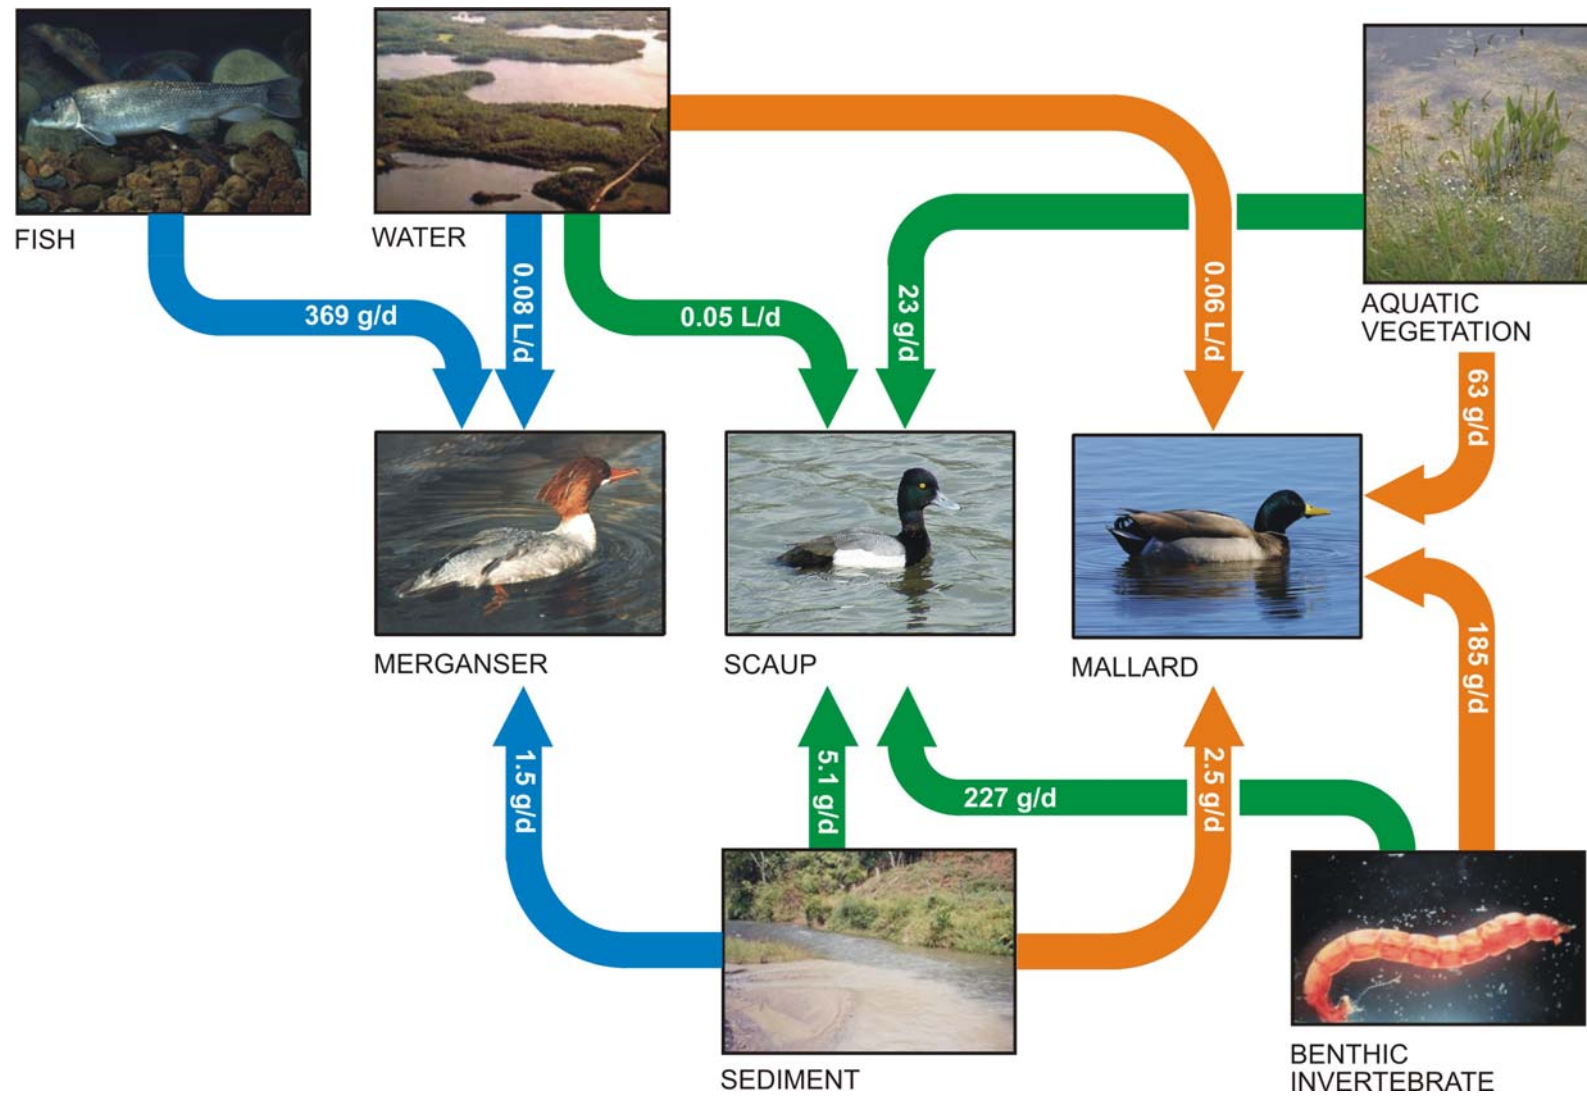 FISH
WATER
AQUATIC
VEGETATION
369 g/d
0.08 L/d
0.05 L/d
23 g/d
0.06 L/d
63 g/d
MERGANSER
SCAUP
MALLARD
185 g/d
1.5 g/d
5.1 g/d
227 g/d
2.5 g/d
SEDIMENT
BENTHIC
INVERTEBRATE